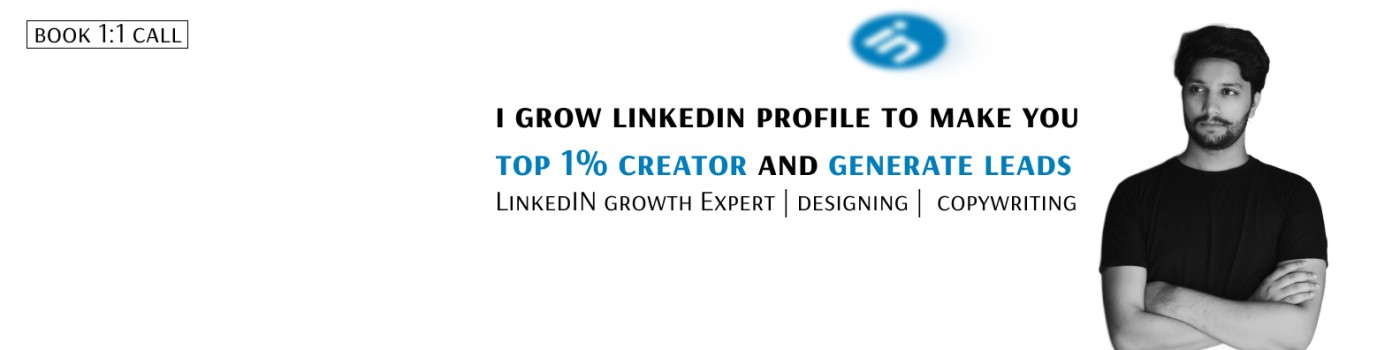 BOOK 1:1 CALL
in
I GROW LINKEDIN PROFILE TO MAKE YOU
TOP 1% CREATOR AND GENERATE LEADS
LINKEDIN GROWTH EXPERT | DESIGNING | COPYWRITING